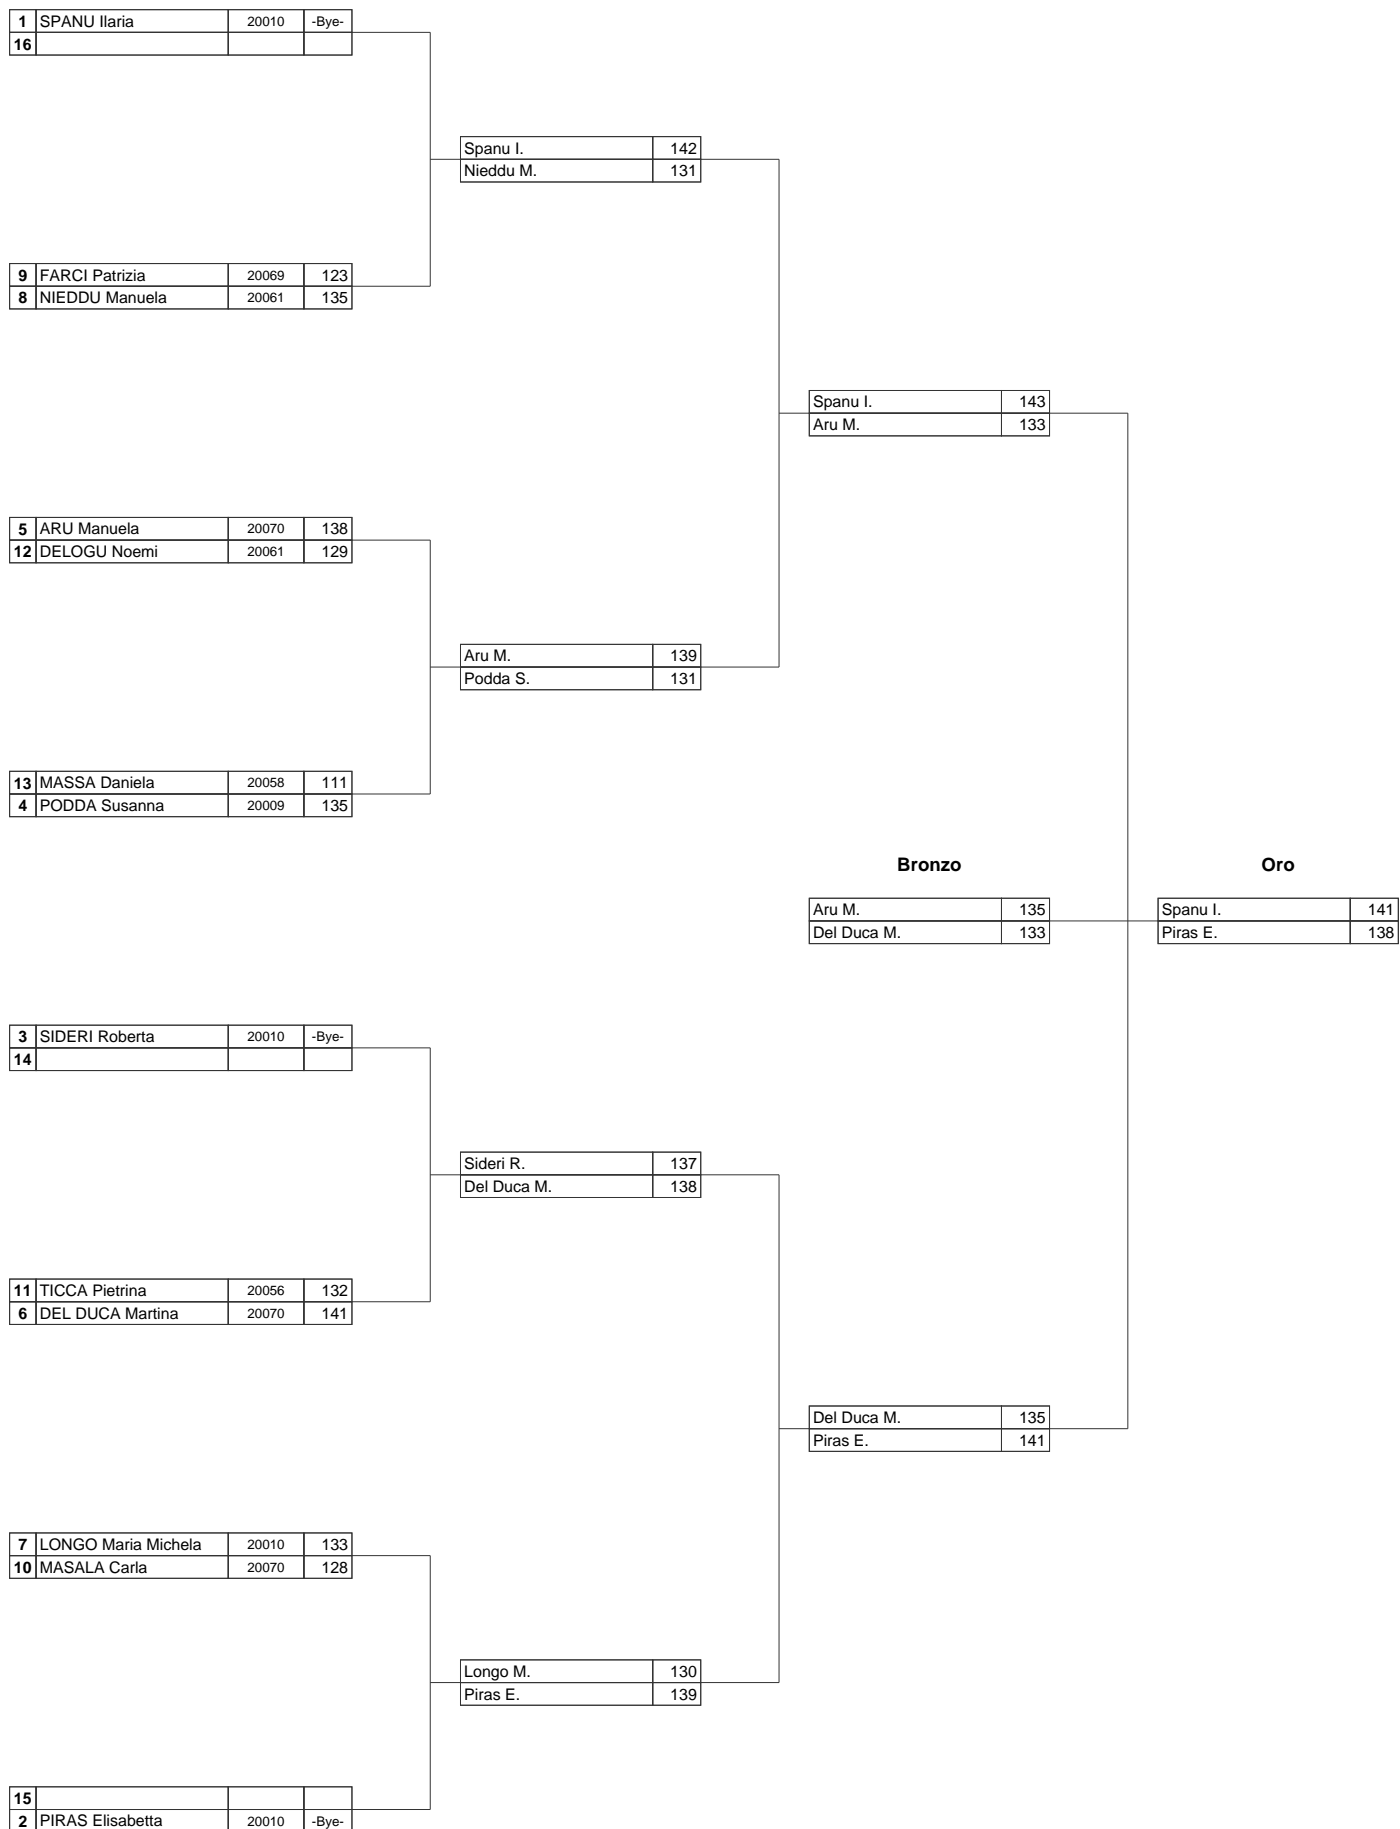 1 SPANU Ilaria 20010 -Bye-
16
Spanu I. 142
Nieddu M. 131
9 FARCI Patrizia 20069 123
8 NIEDDU Manuela 20061 135
Spanu I. 143
Aru M. 133
5 ARU Manuela 20070 138
12 DELOGU Noemi 20061 129
Aru M. 139
Podda S. 131
13 MASSA Daniela 20058 111
4 PODDA Susanna 20009 135
Bronzo Oro
Aru M. 135 Spanu I. 141
Del Duca M. 133 Piras E. 138
3 SIDERI Roberta 20010 -Bye-
14
Sideri R. 137
Del Duca M. 138
11 TICCA Pietrina 20056 132
6 DEL DUCA Martina 20070 141
Del Duca M. 135
Piras E. 141
7 LONGO Maria Michela 20010 133
10 MASALA Carla 20070 128
Longo M. 130
Piras E. 139
15
2 PIRAS Elisabetta 20010 -Bye-